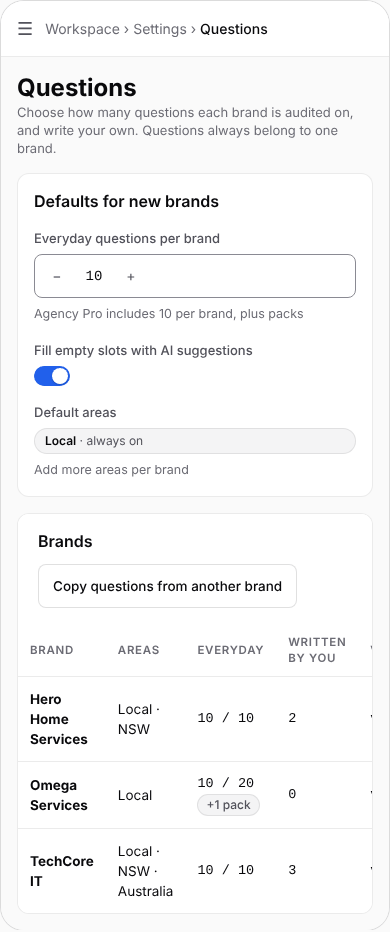 ☰ Workspace › Settings › Questions
Questions
Choose how many questions each brand is audited on,
and write your own. Questions always belong to one
brand.
Defaults for new brands
Everyday questions per brand
− 10 +
Agency Pro includes 10 per brand, plus packs
Fill empty slots with AI suggestions
Default areas
Local · always on
Add more areas per brand
Brands
Copy questions from another brand
BRAND AREAS EVERYDAY WRITTEN BY YOU
Hero Home Services Local · NSW 10 / 10 2
Omega Services Local 10 / 20 +1 pack 0
TechCore IT Local · NSW · Australia 10 / 10 3